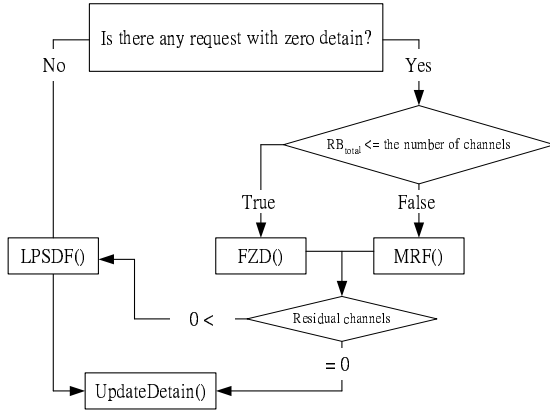 Is there any request with zero detain?
No
Yes
RBtotal <= the number of channels
True
False
LPSDF()
FZD()
MRF()
0 <
Residual channels
= 0
UpdateDetain()